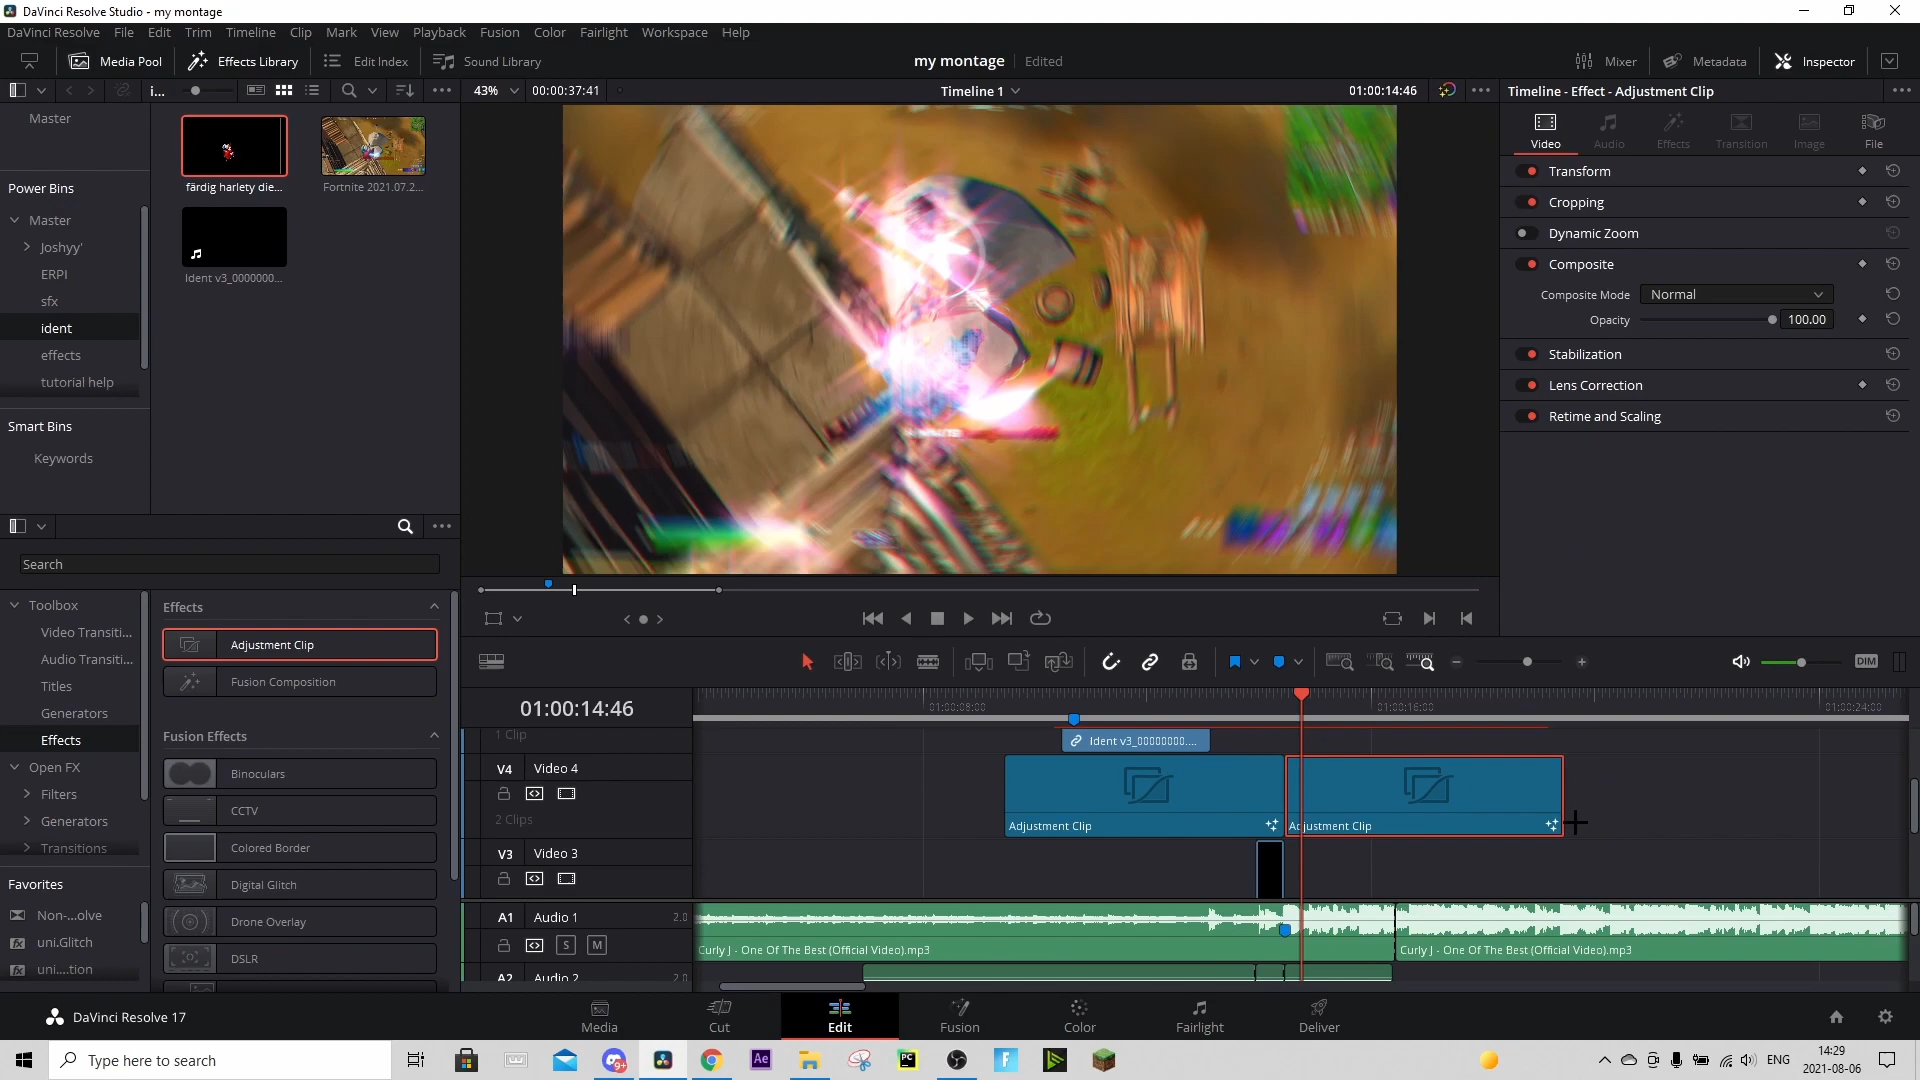 DaVinci Resolve Studio - my montage
DaVinci Resolve File Edit Trim Timeline Clip Mark View Playback Fusion Color Fairlight Workspace Help
Media Pool Effects Library Edit Index Sound Library my montage Edited Mixer Metadata Inspector
i... 43% 00:00:37:41 Timeline 1 01:00:14:46 Timeline - Effect - Adjustment Clip
Master
Power Bins
Master
Joshyy'
ERPI
sfx
ident
effects
tutorial help
Smart Bins
Keywords
färdig harlety die...
Fortnite 2021.07.2...
Ident v3_0000000...
Video Audio Effects Transition Image File
Transform
Cropping
Dynamic Zoom
Composite
Composite Mode Normal
Opacity 100.00
Stabilization
Lens Correction
Retime and Scaling
Search
Toolbox
Video Transiti...
Audio Transiti...
Titles
Generators
Effects
Open FX
Filters
Generators
Transitions
Favorites
Non-...olve
uni.Glitch
uni....tion
Effects
Adjustment Clip
Fusion Composition
Fusion Effects
Binoculars
CCTV
Colored Border
Digital Glitch
Drone Overlay
DSLR
DIM
01:00:14:46
01:00:08:00 01:00:16:00 01:00:24:00
1 Clip
Ident v3_00000000....
V4 Video 4
2 Clips
Adjustment Clip Adjustment Clip
V3 Video 3
A1 Audio 1 2.0
S M
Curly J - One Of The Best (Official Video).mp3 Curly J - One Of The Best (Official Video).mp3
A2 Audio 2 2.0
DaVinci Resolve 17
Media Cut Edit Fusion Color Fairlight Deliver
Type here to search
9+
Ae
PC
ENG
14:29
2021-08-06